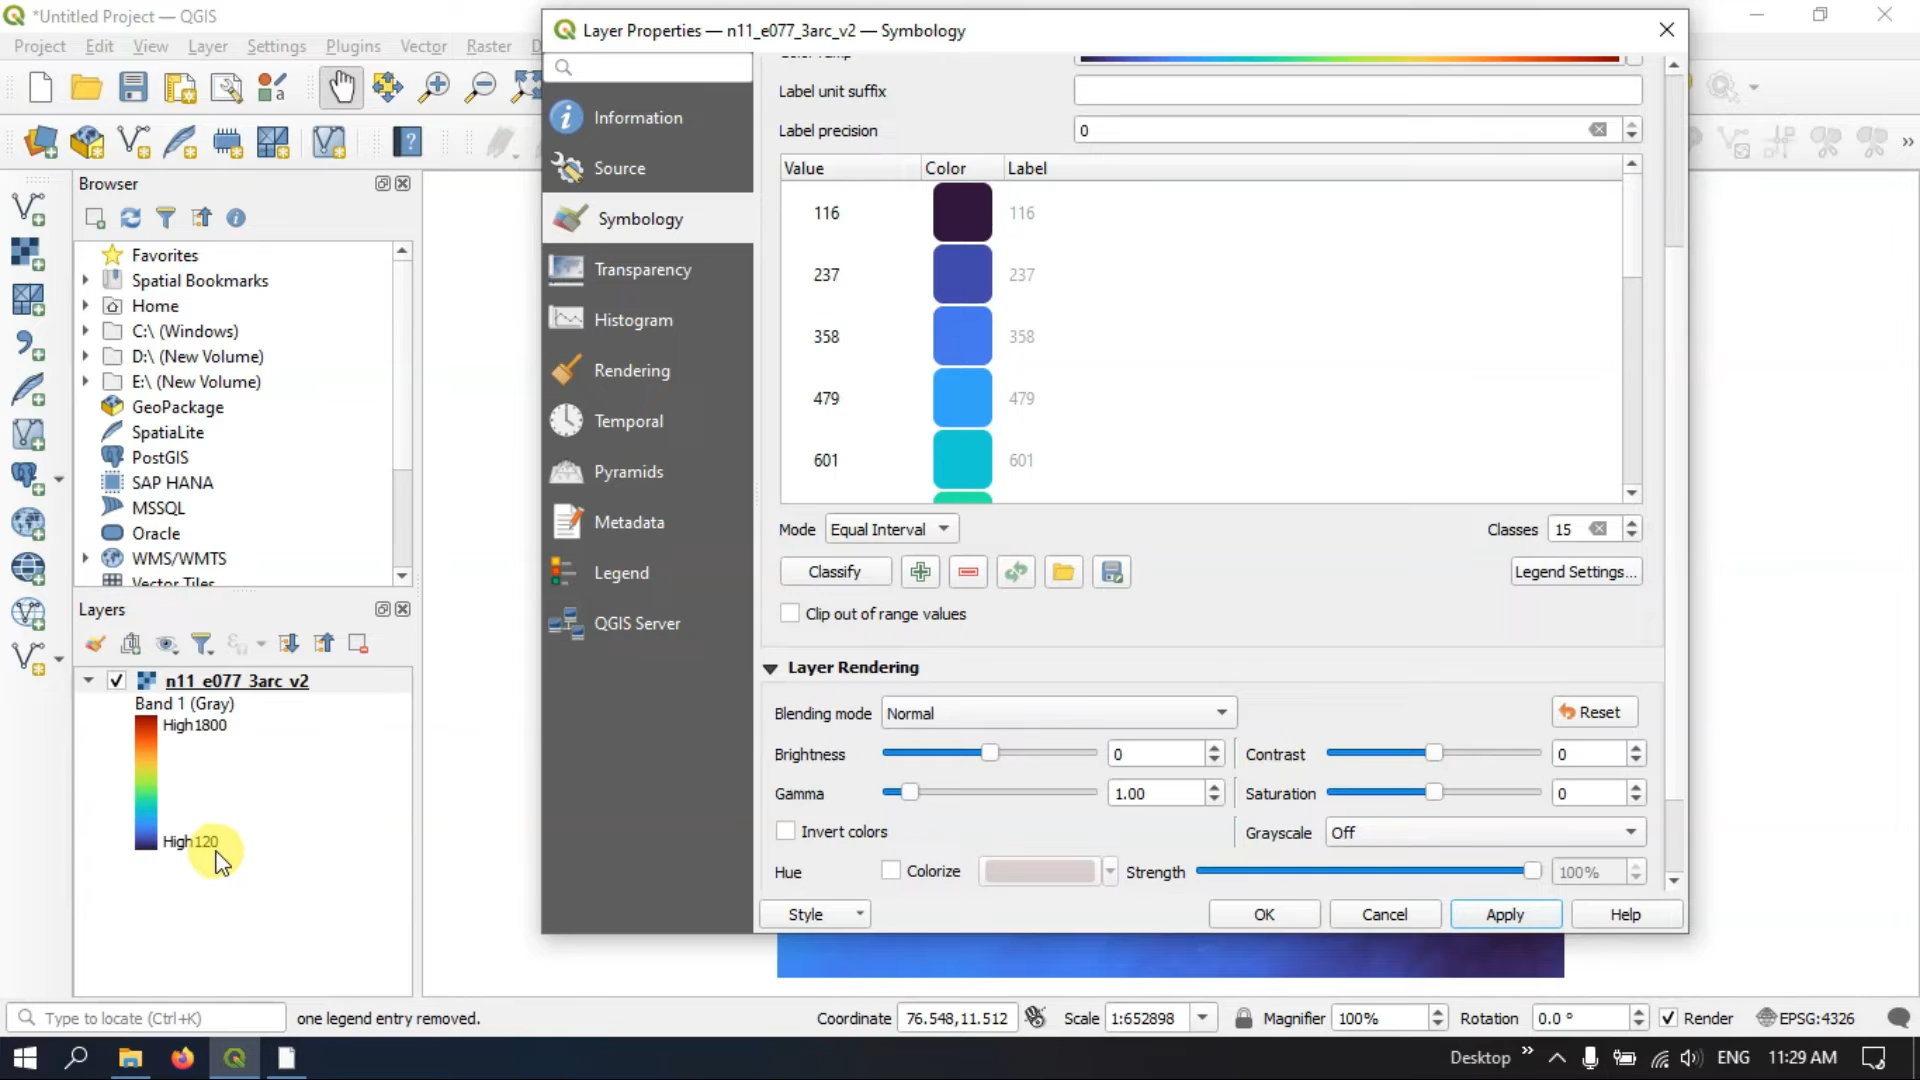 *Untitled Project — QGIS
Project Edit View Layer Settings Plugins Vector Raster D
Browser
Favorites
Spatial Bookmarks
Home
C:\ (Windows)
D:\ (New Volume)
E:\ (New Volume)
GeoPackage
SpatiaLite
PostGIS
SAP HANA
MSSQL
Oracle
WMS/WMTS
Vector Tiles
Layers
n11_e077_3arc_v2
Band 1 (Gray)
High1800
High120
Layer Properties — n11_e077_3arc_v2 — Symbology
Information
Source
Symbology
Transparency
Histogram
Rendering
Temporal
Pyramids
Metadata
Legend
QGIS Server
Color ramp
Label unit suffix
Label precision 0
Value Color Label
116 116
237 237
358 358
479 479
601 601
Mode Equal Interval Classes 15
Classify Legend Settings...
Clip out of range values
Layer Rendering
Blending mode Normal Reset
Brightness 0 Contrast 0
Gamma 1.00 Saturation 0
Invert colors Grayscale Off
Hue Colorize Strength 100%
Style OK Cancel Apply Help
Type to locate (Ctrl+K) one legend entry removed. Coordinate 76.548,11.512 Scale 1:652898 Magnifier 100% Rotation 0.0 ° Render EPSG:4326
Desktop ENG 11:29 AM